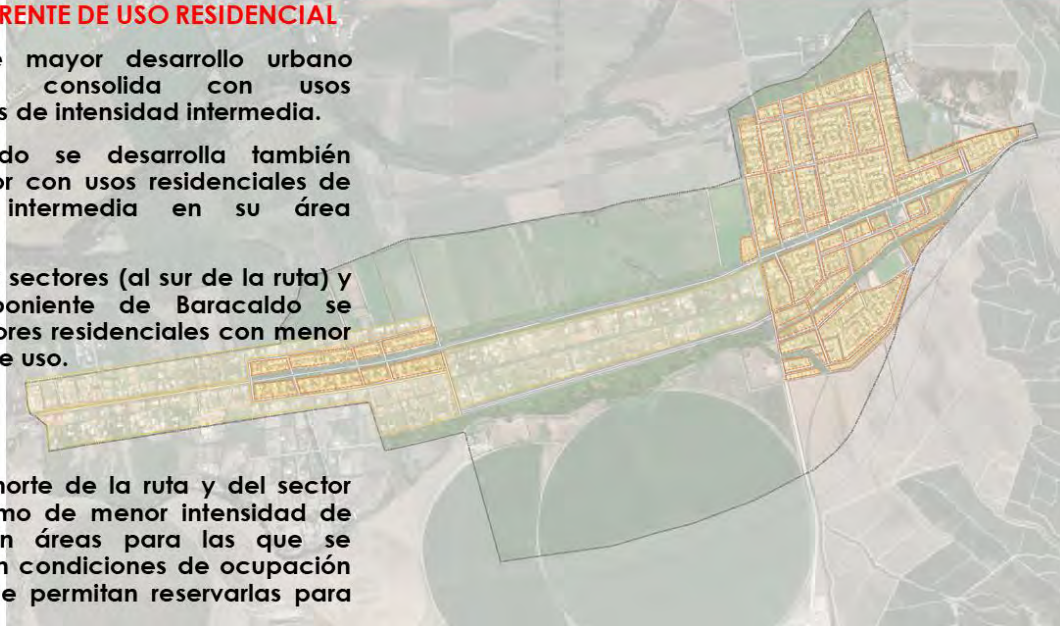 RENTE DE USO RESIDENCIAL
mayor desarrollo urbano
consolida con usos
s de intensidad intermedia.
do se desarrolla también
or con usos residenciales de
intermedia en su área
sectores (al sur de la ruta) y
poniente de Baracaldo se
ores residenciales con menor
e uso.
norte de la ruta y del sector
mo de menor intensidad de
n áreas para las que se
n condiciones de ocupación
e permitan reservarlas para